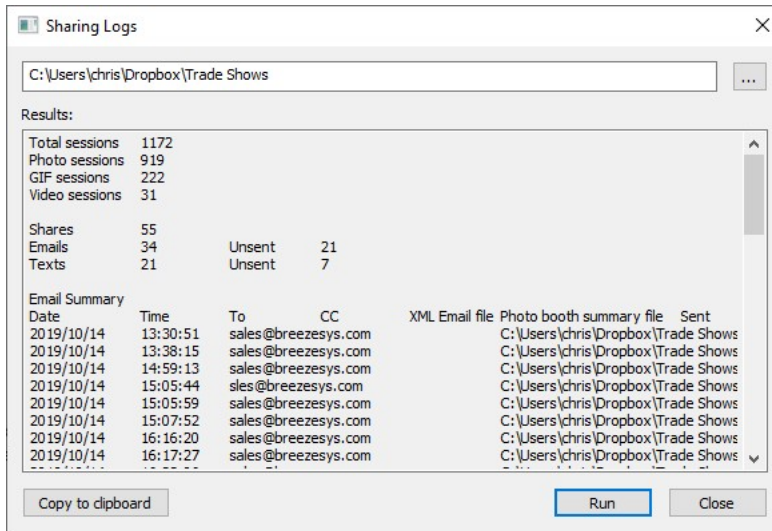 Sharing Logs
C:\Users\chris\Dropbox\Trade Shows
...
Results:
Total sessions 1172
Photo sessions 919
GIF sessions 222
Video sessions 31
Shares 55
Emails 34 Unsent 21
Texts 21 Unsent 7
Email Summary
Date Time To CC XML Email file Photo booth summary file Sent
2019/10/14 13:30:51 sales@breezesys.com C:\Users\chris\Dropbox\Trade Shows
2019/10/14 13:38:15 sales@breezesys.com C:\Users\chris\Dropbox\Trade Shows
2019/10/14 14:59:13 sales@breezesys.com C:\Users\chris\Dropbox\Trade Shows
2019/10/14 15:05:44 sles@breezesys.com C:\Users\chris\Dropbox\Trade Shows
2019/10/14 15:05:59 sales@breezesys.com C:\Users\chris\Dropbox\Trade Shows
2019/10/14 15:07:52 sales@breezesys.com C:\Users\chris\Dropbox\Trade Shows
2019/10/14 16:16:20 sales@breezesys.com C:\Users\chris\Dropbox\Trade Shows
2019/10/14 16:17:27 sales@breezesys.com C:\Users\chris\Dropbox\Trade Shows
Copy to clipboard Run Close